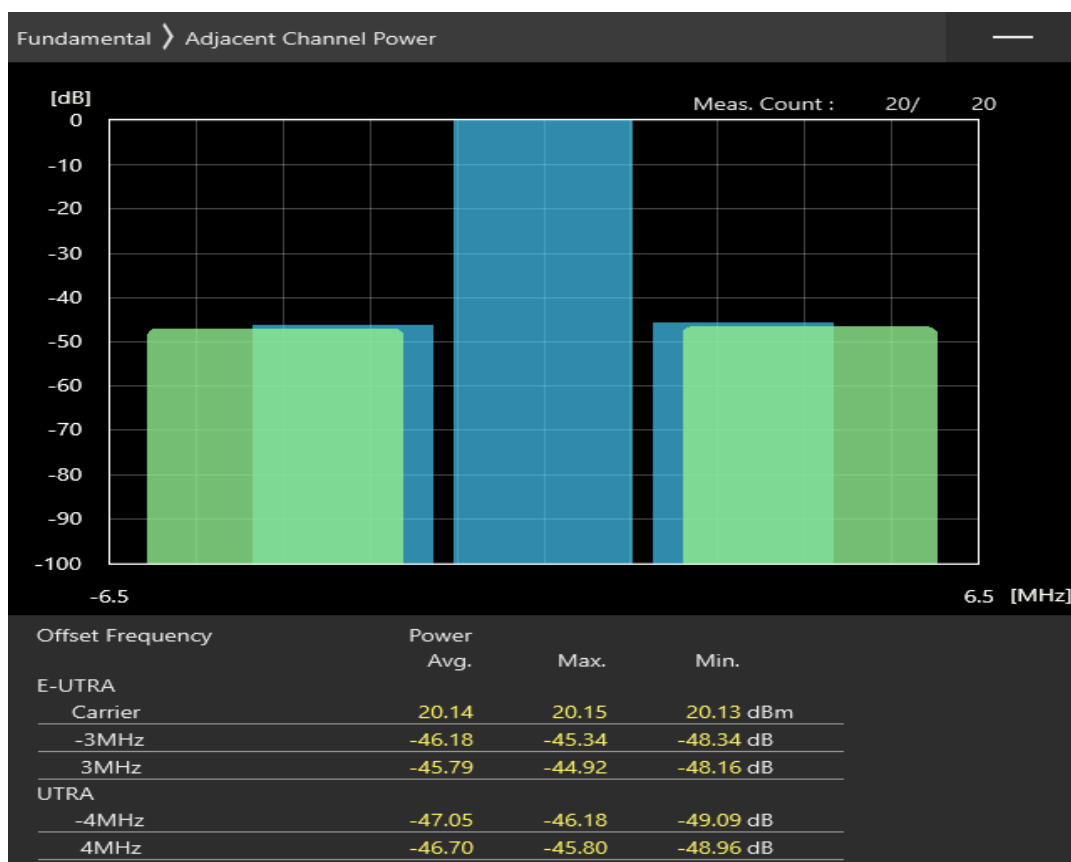 Fundamental ❯ Adjacent Channel Power
[dB]
Meas. Count : 20/ 20
0
-10
-20
-30
-40
-50
-60
-70
-80
-90
-100
-6.5 6.5 [MHz]
Offset Frequency Power
Avg. Max. Min.
E-UTRA
Carrier 20.14 20.15 20.13 dBm
-3MHz -46.18 -45.34 -48.34 dB
3MHz -45.79 -44.92 -48.16 dB
UTRA
-4MHz -47.05 -46.18 -49.09 dB
4MHz -46.70 -45.80 -48.96 dB